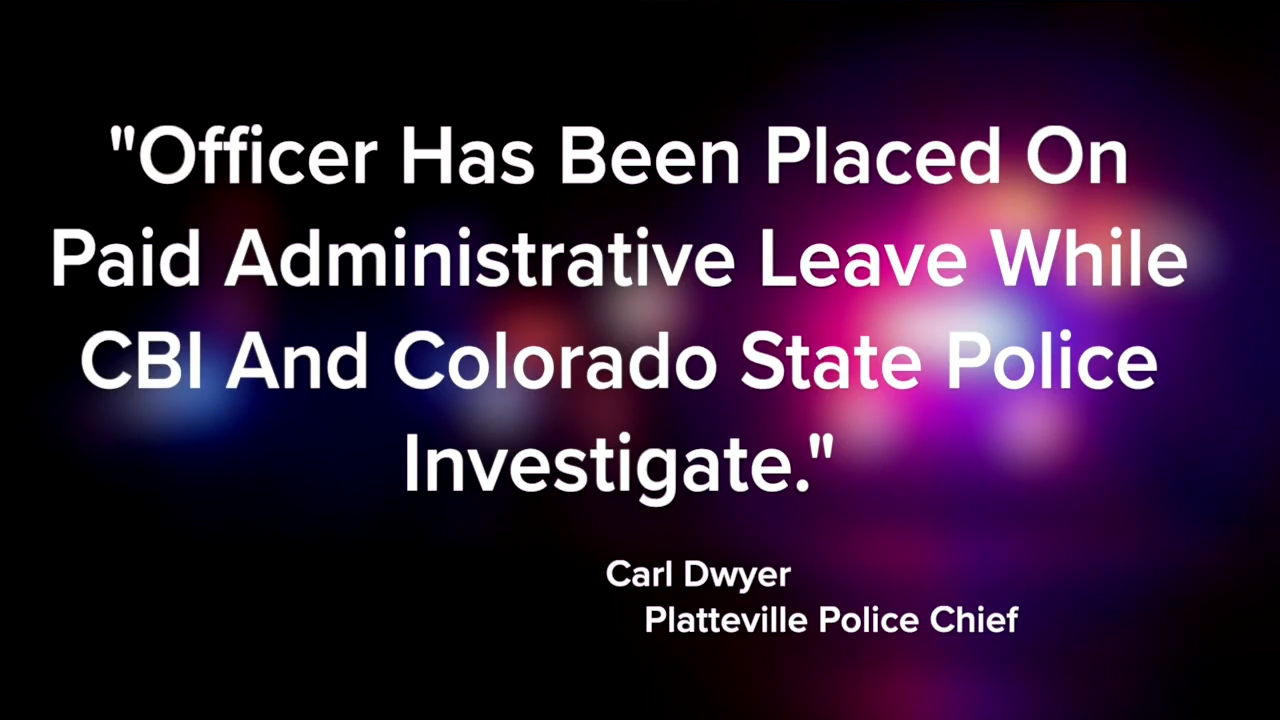 "Officer Has Been Placed On
Paid Administrative Leave While
CBI And Colorado State Police
Investigate."
Carl Dwyer
Platteville Police Chief